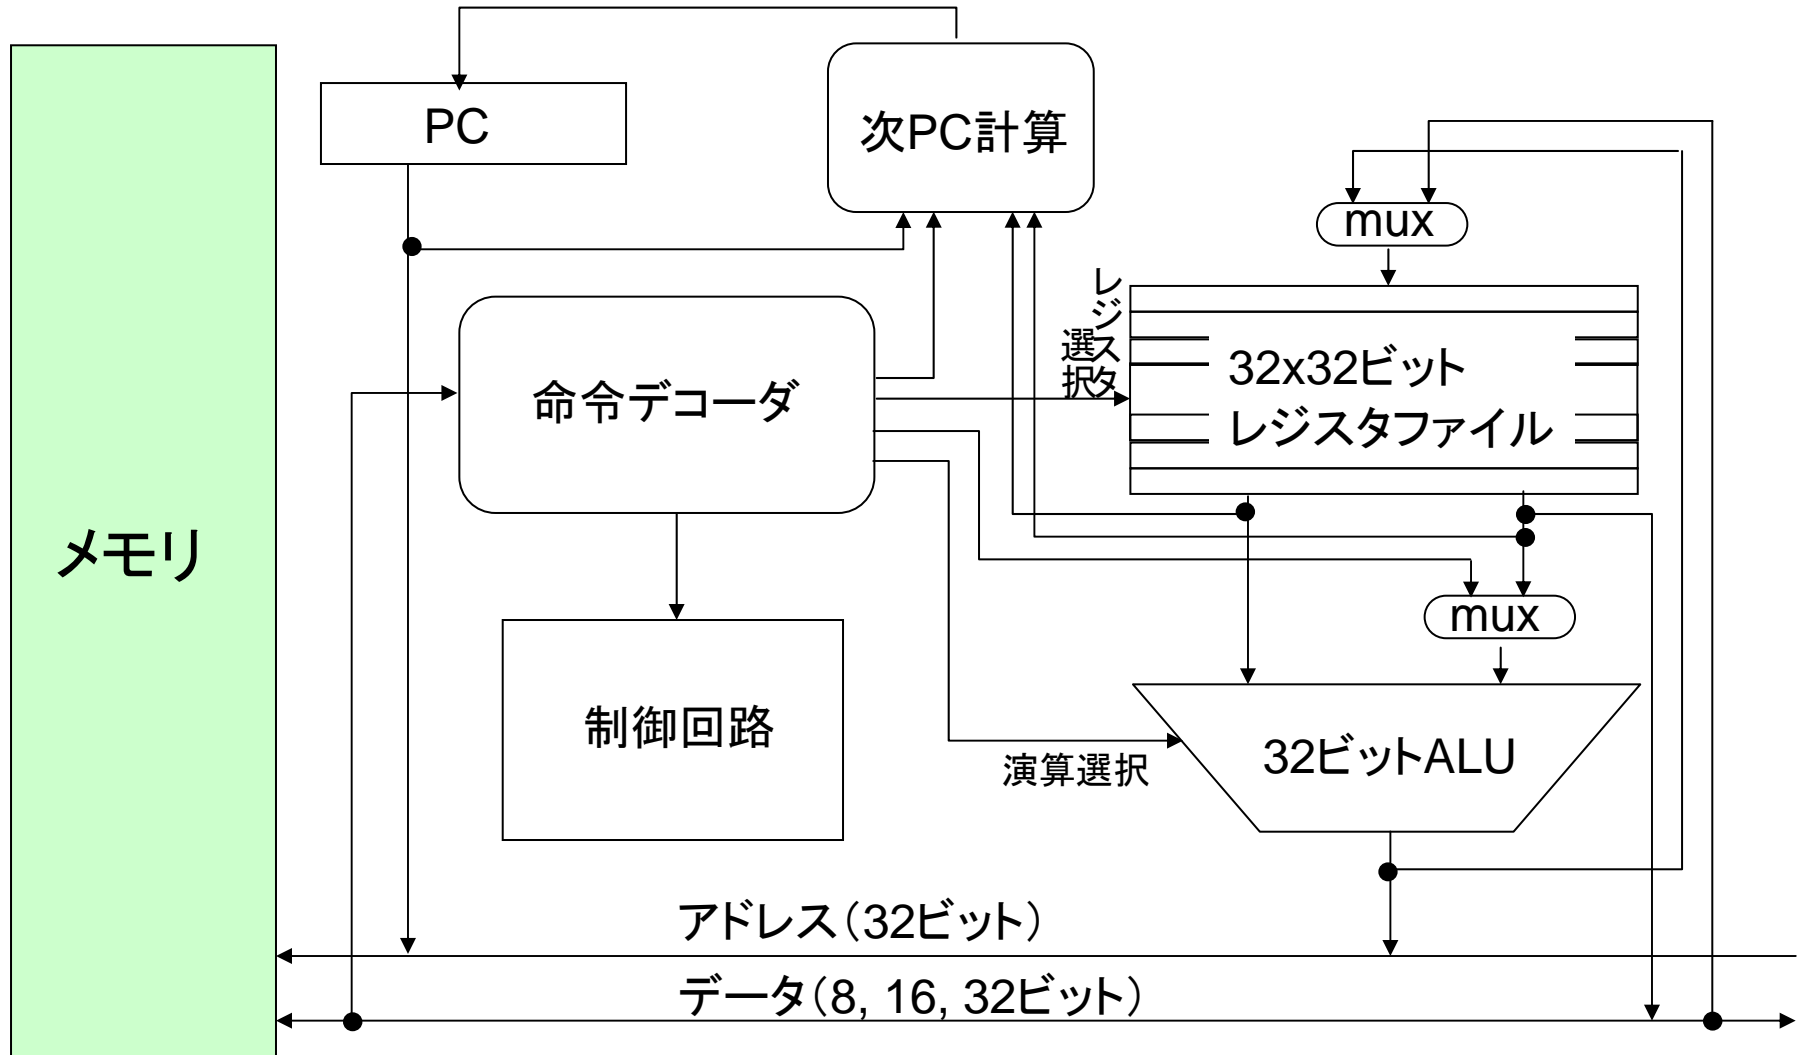 PC
次PC計算
mux
レジスタ
選択
32x32ビット
レジスタファイル
命令デコーダ
メモリ
mux
制御回路
32ビットALU
演算選択
アドレス（32ビット）
データ（8, 16, 32ビット）